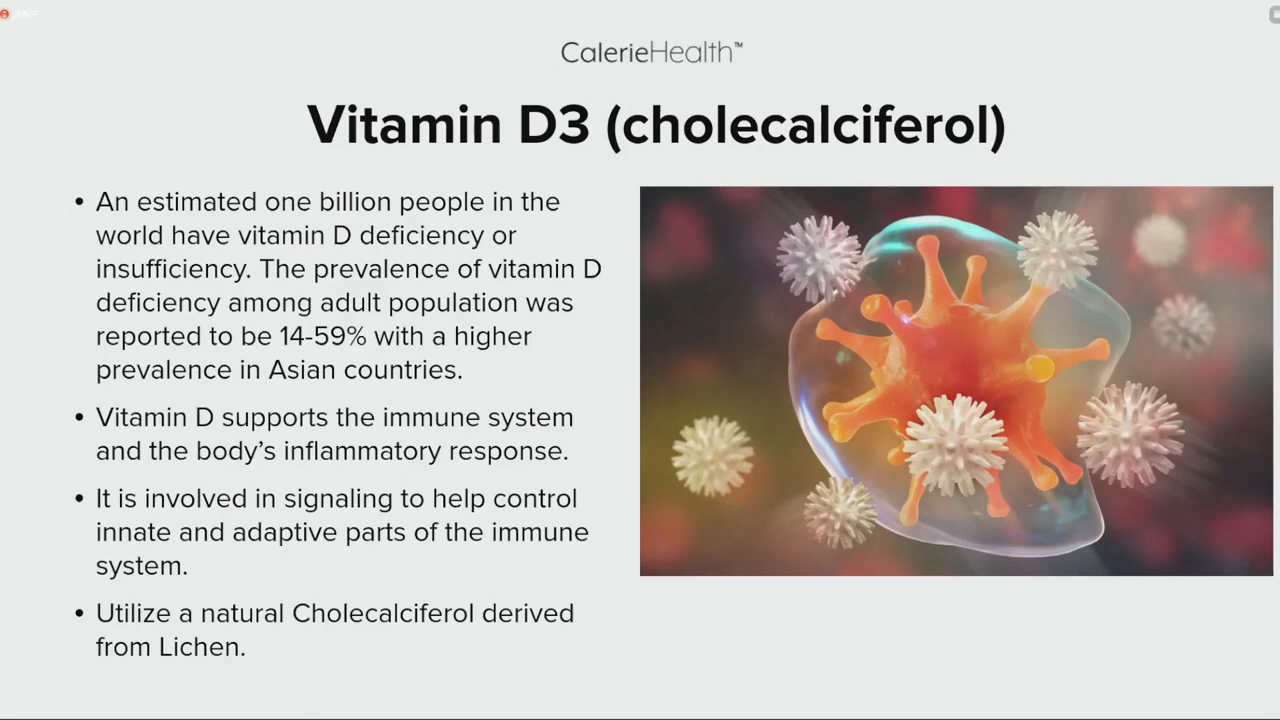 CalerieHealth™
Vitamin D3 (cholecalciferol)
• An estimated one billion people in the
world have vitamin D deficiency or
insufficiency. The prevalence of vitamin D
deficiency among adult population was
reported to be 14-59% with a higher
prevalence in Asian countries.
• Vitamin D supports the immune system
and the body’s inflammatory response.
• It is involved in signaling to help control
innate and adaptive parts of the immune
system.
• Utilize a natural Cholecalciferol derived
from Lichen.